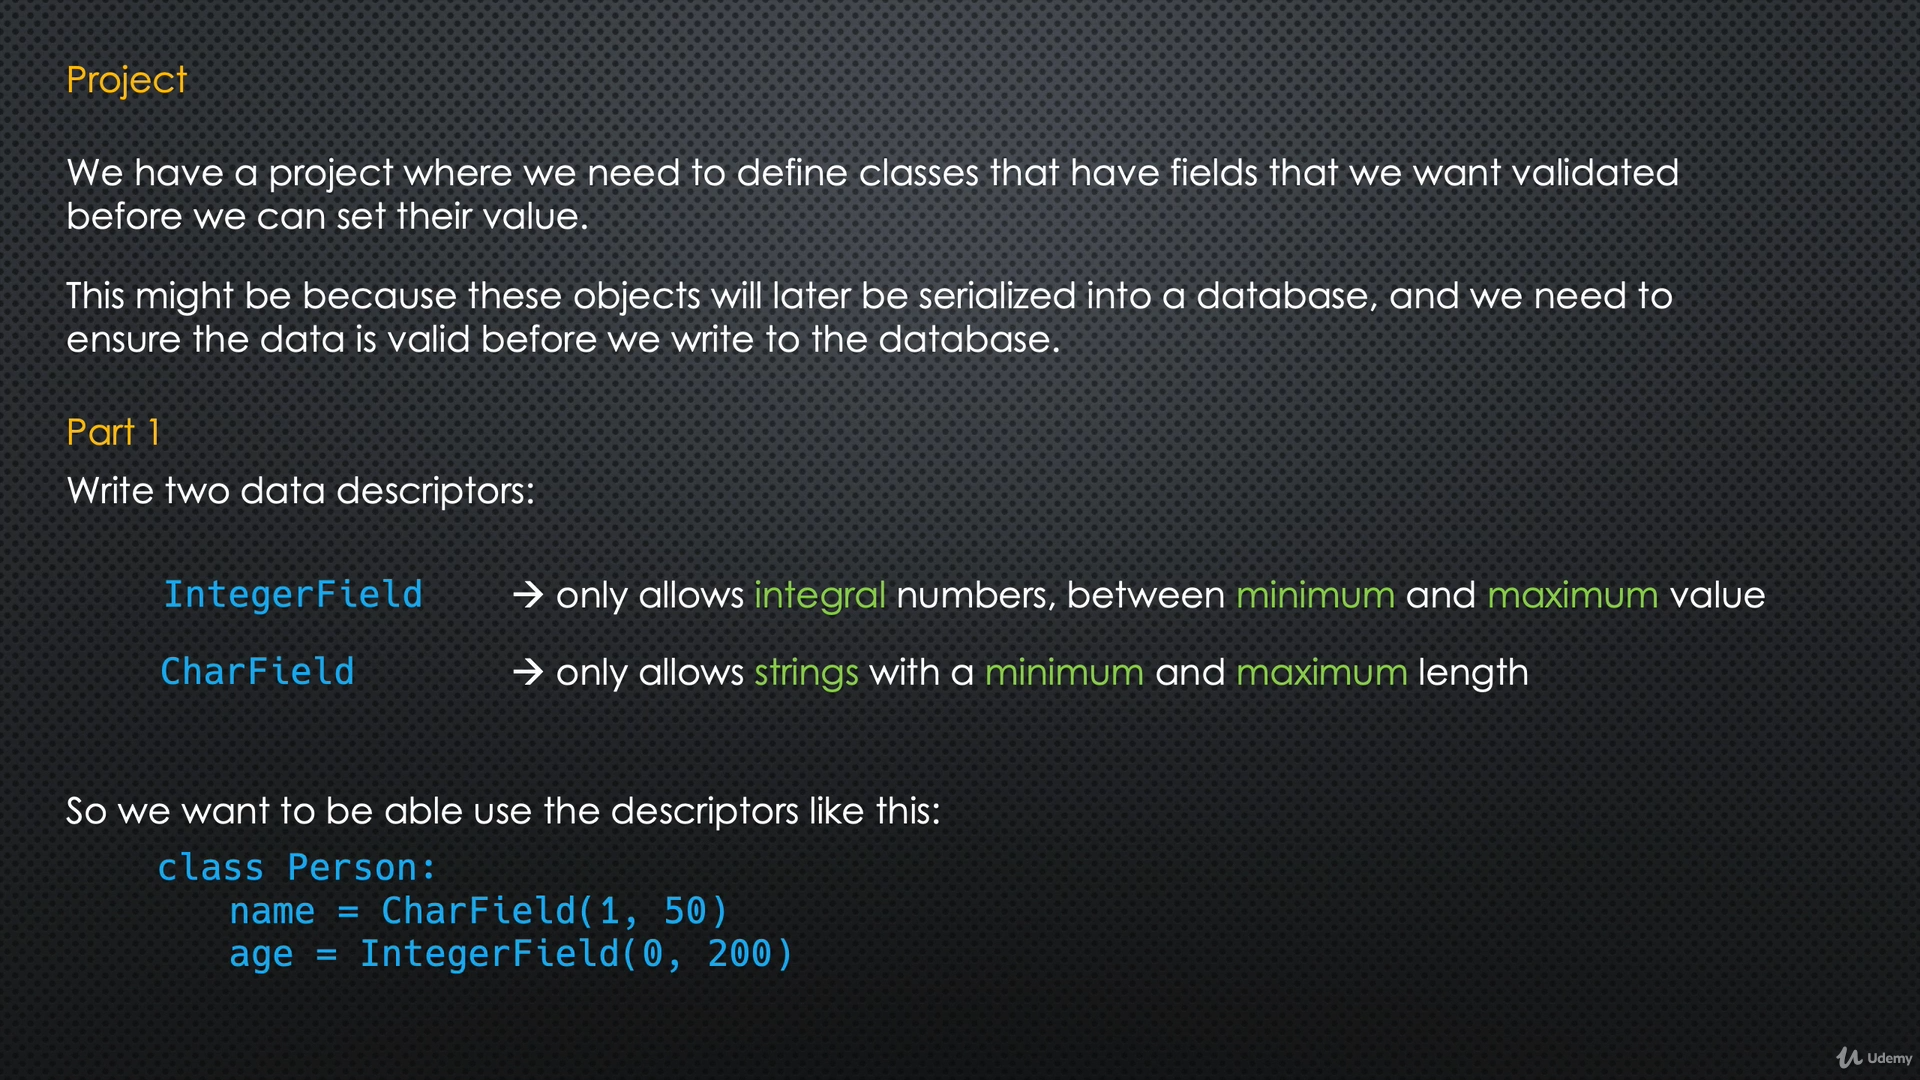 Project
We have a project where we need to define classes that have fields that we want validated
before we can set their value.
This might be because these objects will later be serialized into a database, and we need to
ensure the data is valid before we write to the database.
Part 1
Write two data descriptors:
IntegerField → only allows integral numbers, between minimum and maximum value
CharField → only allows strings with a minimum and maximum length
So we want to be able use the descriptors like this:
class Person:
name = CharField(1, 50)
age = IntegerField(0, 200)
Udemy